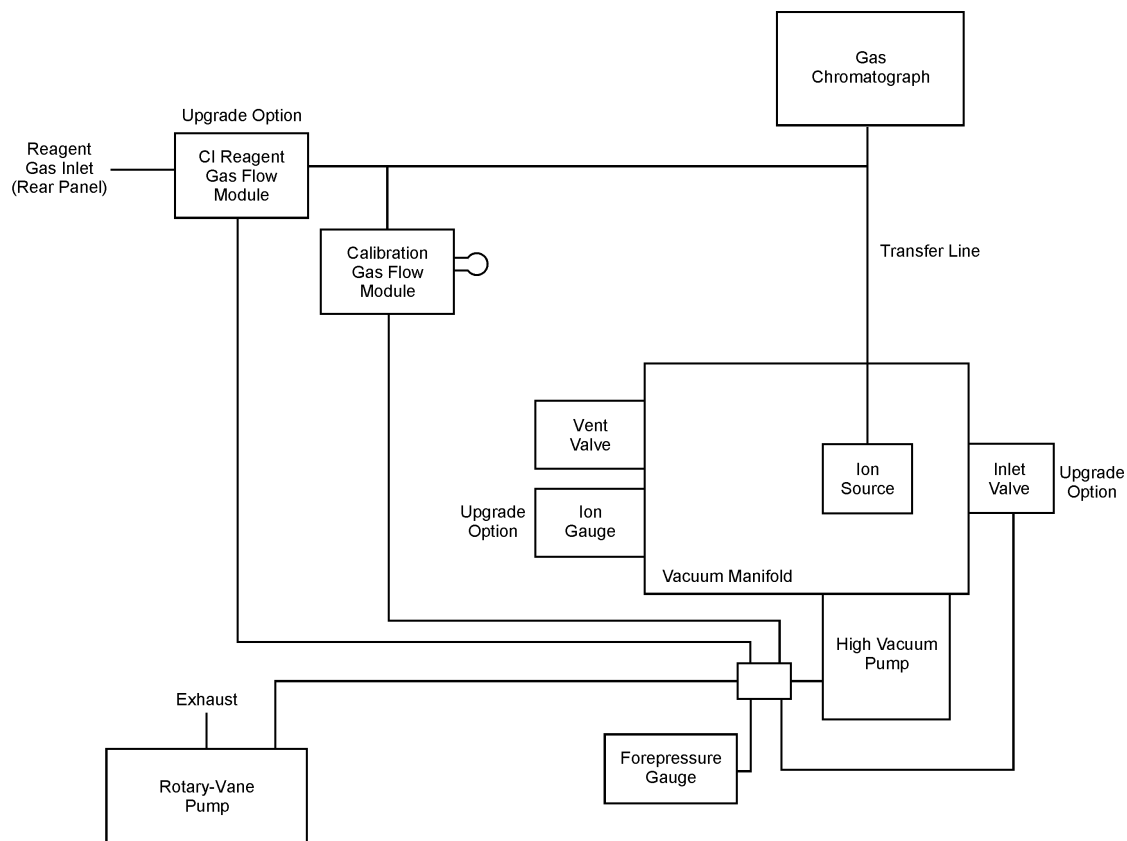 Gas
Chromatograph
Upgrade Option
Reagent
Gas Inlet
(Rear Panel)
CI Reagent
Gas Flow
Module
Calibration
Gas Flow
Module
Transfer Line
Vent
Valve
Ion
Source
Inlet
Valve
Upgrade
Option
Upgrade
Option
Ion
Gauge
Vacuum Manifold
High Vacuum
Pump
Exhaust
Forepressure
Gauge
Rotary-Vane
Pump